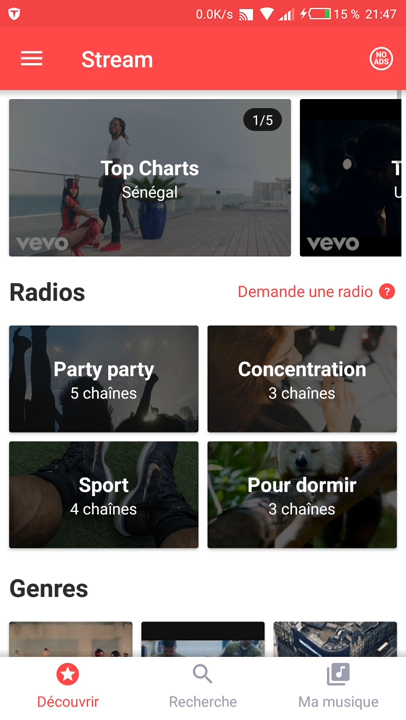 0.0K/s 15 % 21:47
Stream
NO
ADS
1/5
Top Charts
Sénégal
vevo
vevo
Radios
Demande une radio ?
Party party
5 chaînes
Concentration
3 chaînes
Sport
4 chaînes
Pour dormir
3 chaînes
Genres
Découvrir
Recherche
Ma musique